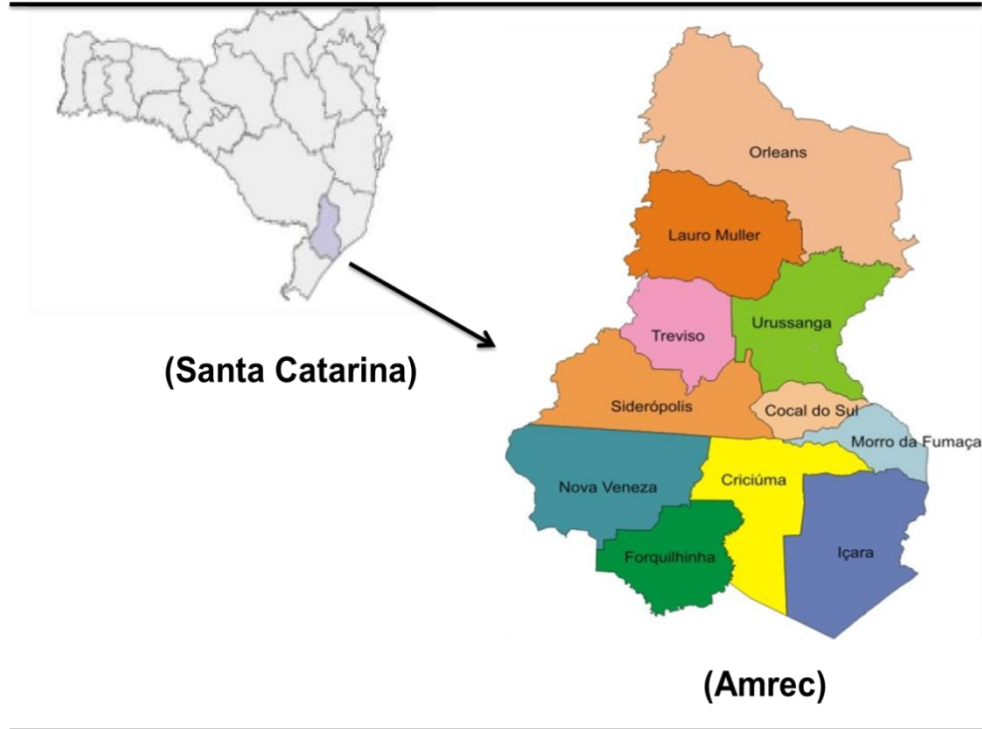 Orleans
Lauro Muller
Treviso
Urussanga
(Santa Catarina)
Siderópolis
Cocal do Sul
Morro da Fumaça
Nova Veneza
Criciúma
Forquilhinha
Içara
(Amrec)